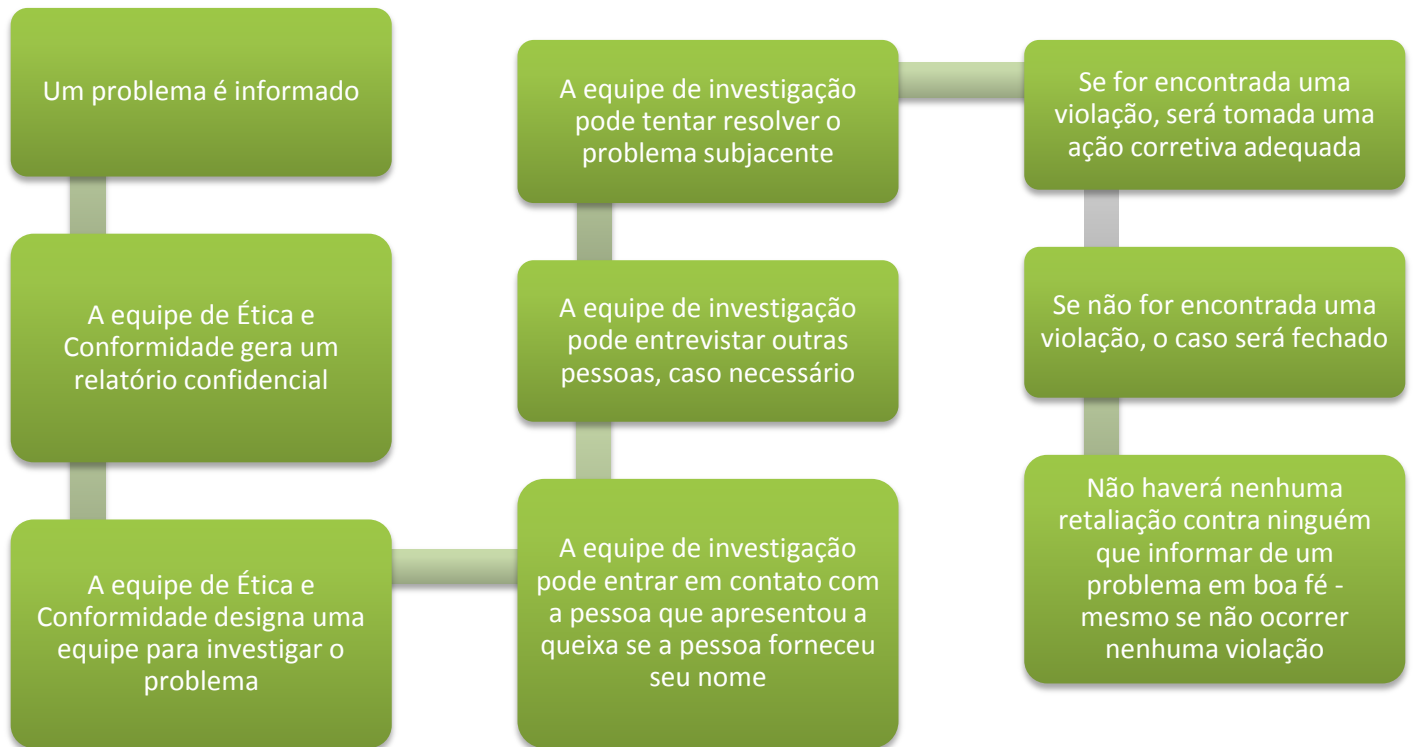 Um problema é informado
A equipe de Ética e
Conformidade gera um
relatório confidencial
A equipe de Ética e
Conformidade designa uma
equipe para investigar o
problema
A equipe de investigação
pode entrar em contato com
a pessoa que apresentou a
queixa se a pessoa forneceu
seu nome
A equipe de investigação
pode entrevistar outras
pessoas, caso necessário
A equipe de investigação
pode tentar resolver o
problema subjacente
Se for encontrada uma
violação, será tomada uma
ação corretiva adequada
Se não for encontrada uma
violação, o caso será fechado
Não haverá nenhuma
retaliação contra ninguém
que informar de um
problema em boa fé -
mesmo se não ocorrer
nenhuma violação